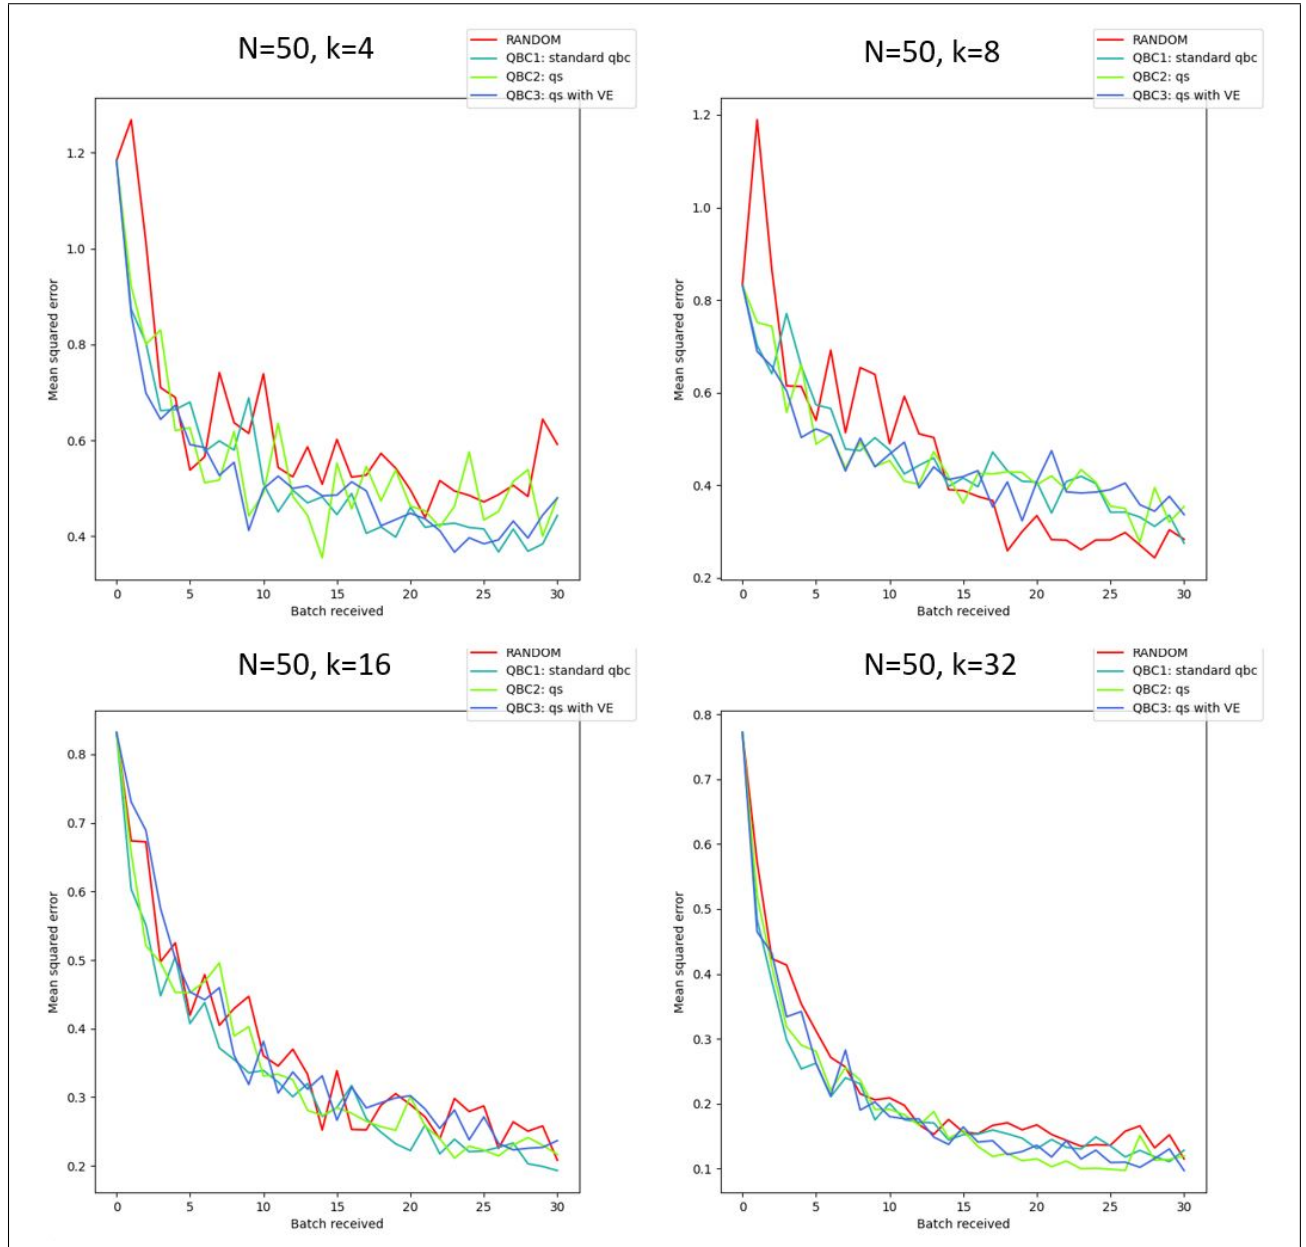 N=50, k=4
RANDOM
QBC1: standard qbc
QBC2: qs
QBC3: qs with VE
1.2
1.0
0.8
0.6
0.4
Mean squared error
0 5 10 15 20 25 30
Batch received
N=50, k=8
RANDOM
QBC1: standard qbc
QBC2: qs
QBC3: qs with VE
1.2
1.0
0.8
0.6
0.4
0.2
Mean squared error
0 5 10 15 20 25 30
Batch received
N=50, k=16
RANDOM
QBC1: standard qbc
QBC2: qs
QBC3: qs with VE
0.8
0.7
0.6
0.5
0.4
0.3
0.2
Mean squared error
0 5 10 15 20 25 30
Batch received
N=50, k=32
RANDOM
QBC1: standard qbc
QBC2: qs
QBC3: qs with VE
0.8
0.7
0.6
0.5
0.4
0.3
0.2
0.1
Mean squared error
0 5 10 15 20 25 30
Batch received